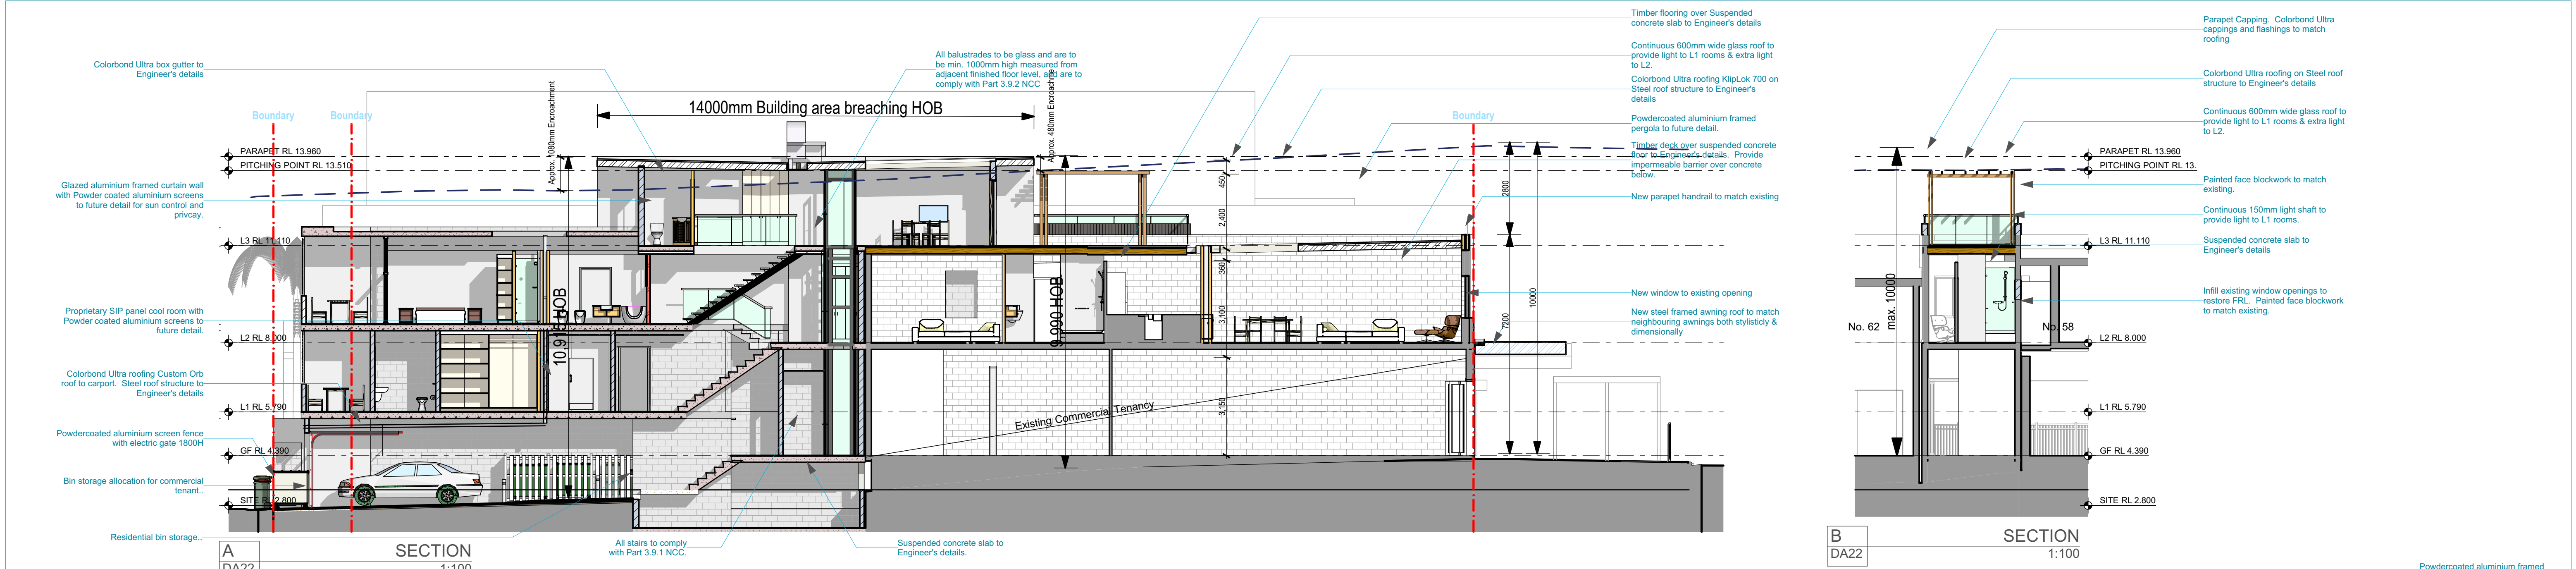 Colorbond Ultra box gutter to
Engineer's details
Glazed aluminium framed curtain wall
with Powder coated aluminium screens
to future detail for sun control and
privcay.
Proprietary SIP panel cool room with
Powder coated aluminium screens to
future detail.
Colorbond Ultra roofing Custom Orb
roof to carport. Steel roof structure to
Engineer's details
Powdercoated aluminium screen fence
with electric gate 1800H
Bin storage allocation for commercial
tenant..
Residential bin storage..
Boundary
Boundary
PARAPET RL 13.960
PITCHING POINT RL 13.510
L3 RL 11.110
L2 RL 8.000
L1 RL 5.790
GF RL 4.390
SITE RL 2.800
Approx. 1080mm Encroachment
14000mm Building area breaching HOB
All balustrades to be glass and are to
be min. 1000mm high measured from
adjacent finished floor level, and are to
comply with Part 3.9.2 NCC
Approx. 480mm Encroachme
10,915 HOB
9,990 HOB
450
2,400
360
3,100
3,150
2800
7200
10000
Existing Commercial Tenancy
All stairs to comply
with Part 3.9.1 NCC.
Suspended concrete slab to
Engineer's details.
Boundary
Timber flooring over Suspended
concrete slab to Engineer's details
Continuous 600mm wide glass roof to
provide light to L1 rooms & extra light
to L2.
Colorbond Ultra roofing KlipLok 700 on
Steel roof structure to Engineer's
details
Powdercoated aluminium framed
pergola to future detail.
Timber deck over suspended concrete
floor to Engineer's details. Provide
impermeable barrier over concrete
below.
New parapet handrail to match existing
New window to existing opening
New steel framed awning roof to match
neighbouring awnings both stylisticly &
dimensionally
A
DA22
SECTION
1:100
max. 10000
No. 62
No. 58
PARAPET RL 13.960
PITCHING POINT RL 13.
L3 RL 11.110
L2 RL 8.000
L1 RL 5.790
GF RL 4.390
SITE RL 2.800
Parapet Capping. Colorbond Ultra
cappings and flashings to match
roofing
Colorbond Ultra roofing on Steel roof
structure to Engineer's details
Continuous 600mm wide glass roof to
provide light to L1 rooms & extra light
to L2.
Painted face blockwork to match
existing.
Continuous 150mm light shaft to
provide light to L1 rooms.
Suspended concrete slab to
Engineer's details
Infill existing window openings to
restore FRL. Painted face blockwork
to match existing.
B
DA22
SECTION
1:100
Powdercoated aluminium framed